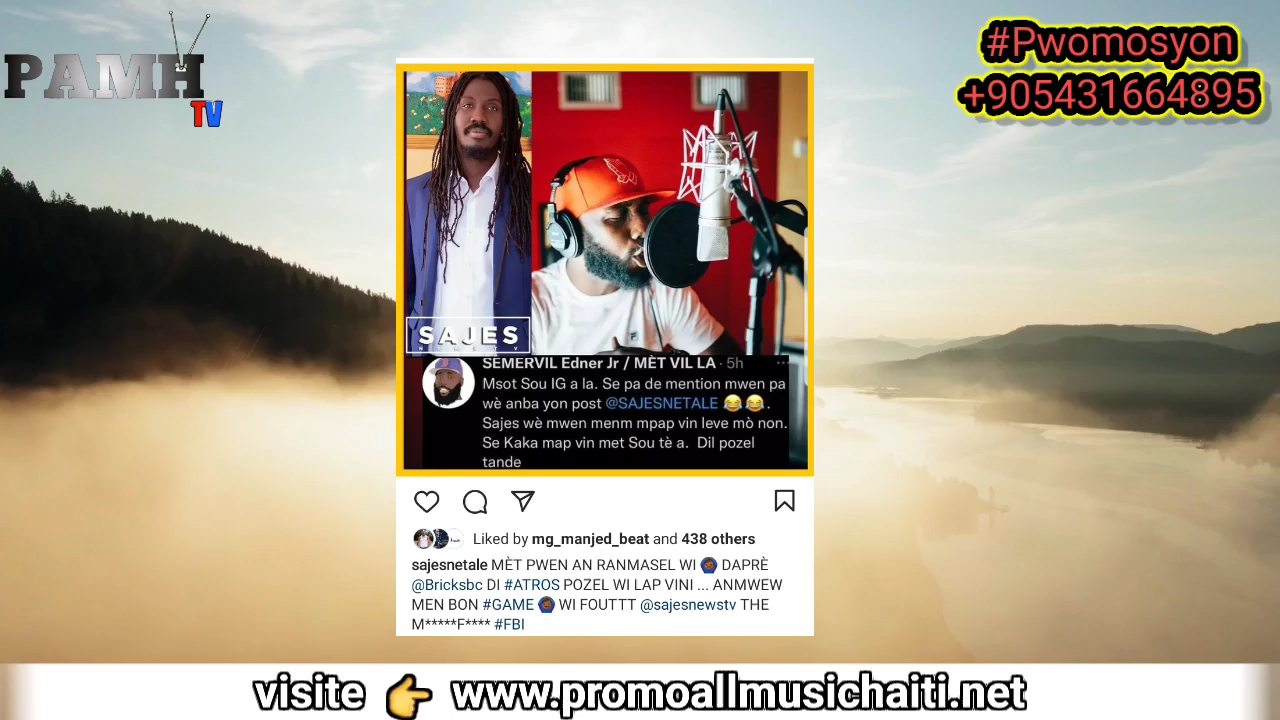 PAMH
TV
#Pwomosyon
+905431664895
SAJES
SEMERVIL Edner Jr / MÈT VIL LA · 5h
Msot Sou IG a la. Se pa de mention mwen pa
wè anba yon post @SAJESNETALE 😂😂.
Sajes wè mwen menm mpap vin leve mò non.
Se Kaka map vin met Sou tè a. Dil pozel
tande
Liked by mg_manjed_beat and 438 others
sajesnetale MÈT PWEN AN RANMASEL WI 🙆🏾 DAPRÈ
@Bricksbc DI #ATROS POZEL WI LAP VINI ... ANMWEW
MEN BON #GAME 🙆🏾 WI FOUTTT @sajesnewstv THE
M*****F**** #FBI
visite 👉 www.promoallmusichaiti.net